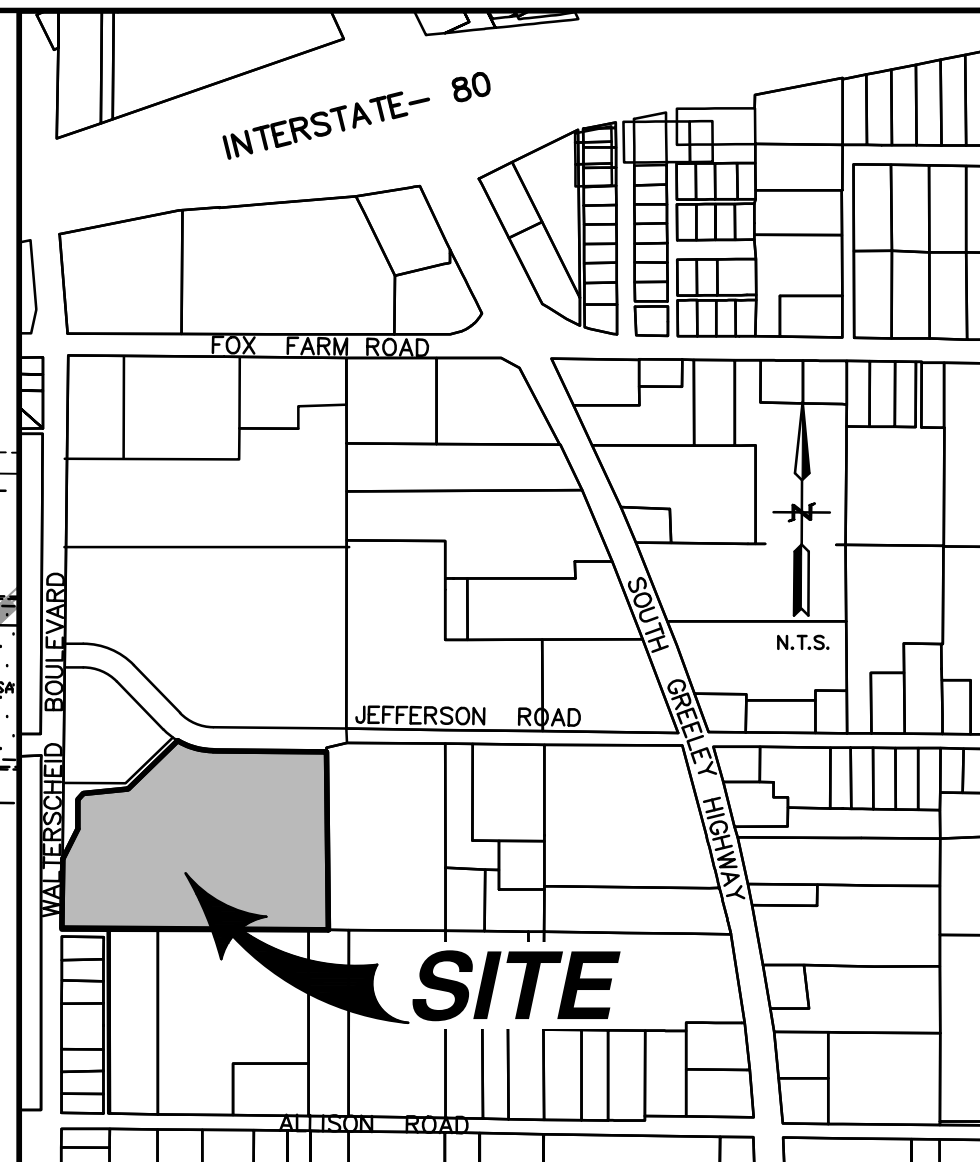 INTERSTATE- 80
FOX FARM ROAD
N
N.T.S.
SOUTH GREELEY HIGHWAY
WALTERSCHEID BOULEVARD
JEFFERSON ROAD
SITE
ALLISON ROAD